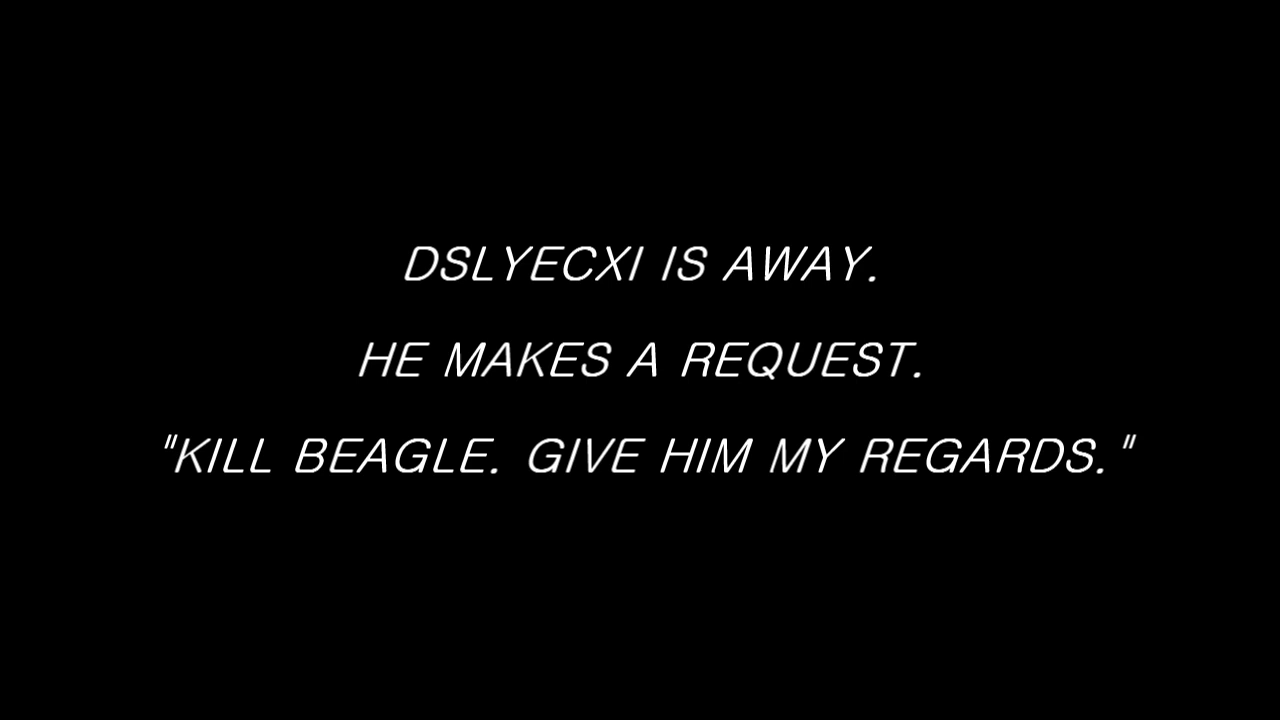 DSLYECXI IS AWAY.
HE MAKES A REQUEST.
"KILL BEAGLE. GIVE HIM MY REGARDS."